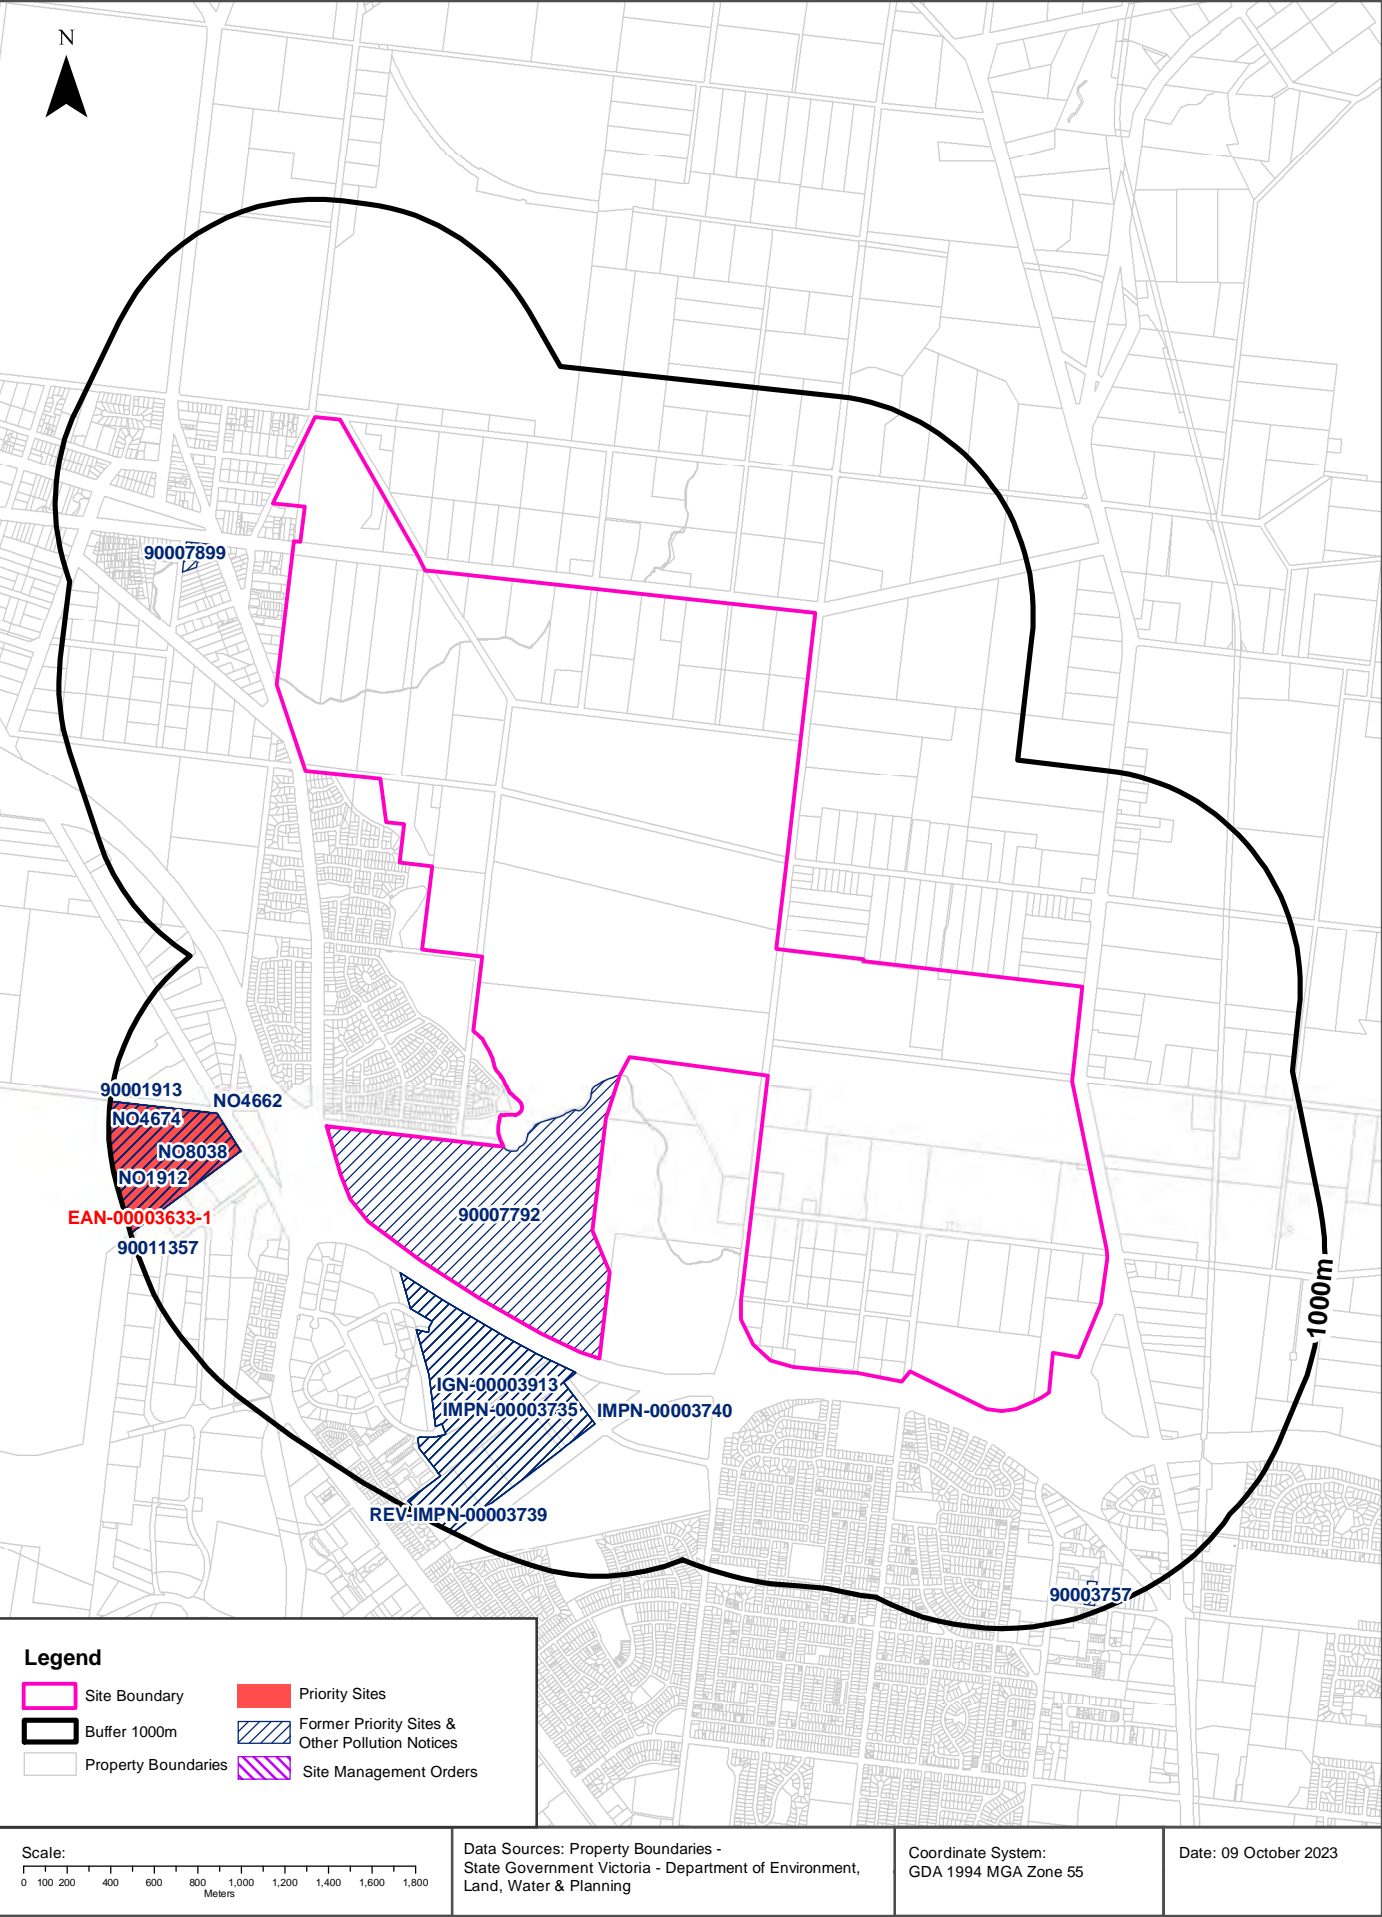 N
90007899
90001913
NO4662
NO4674
NO8038
NO1912
EAN-00003633-1
90011357
90007792
1000m
IGN-00003913
IMPN-00003735
IMPN-00003740
REV-IMPN-00003739
90003757
Legend
Site Boundary
Buffer 1000m
Property Boundaries
Priority Sites
Former Priority Sites &
Other Pollution Notices
Site Management Orders
Scale:
0 100 200 400 600 800 1,000 1,200 1,400 1,600 1,800
Meters
Data Sources: Property Boundaries -
State Government Victoria - Department of Environment,
Land, Water & Planning
Coordinate System:
GDA 1994 MGA Zone 55
Date: 09 October 2023